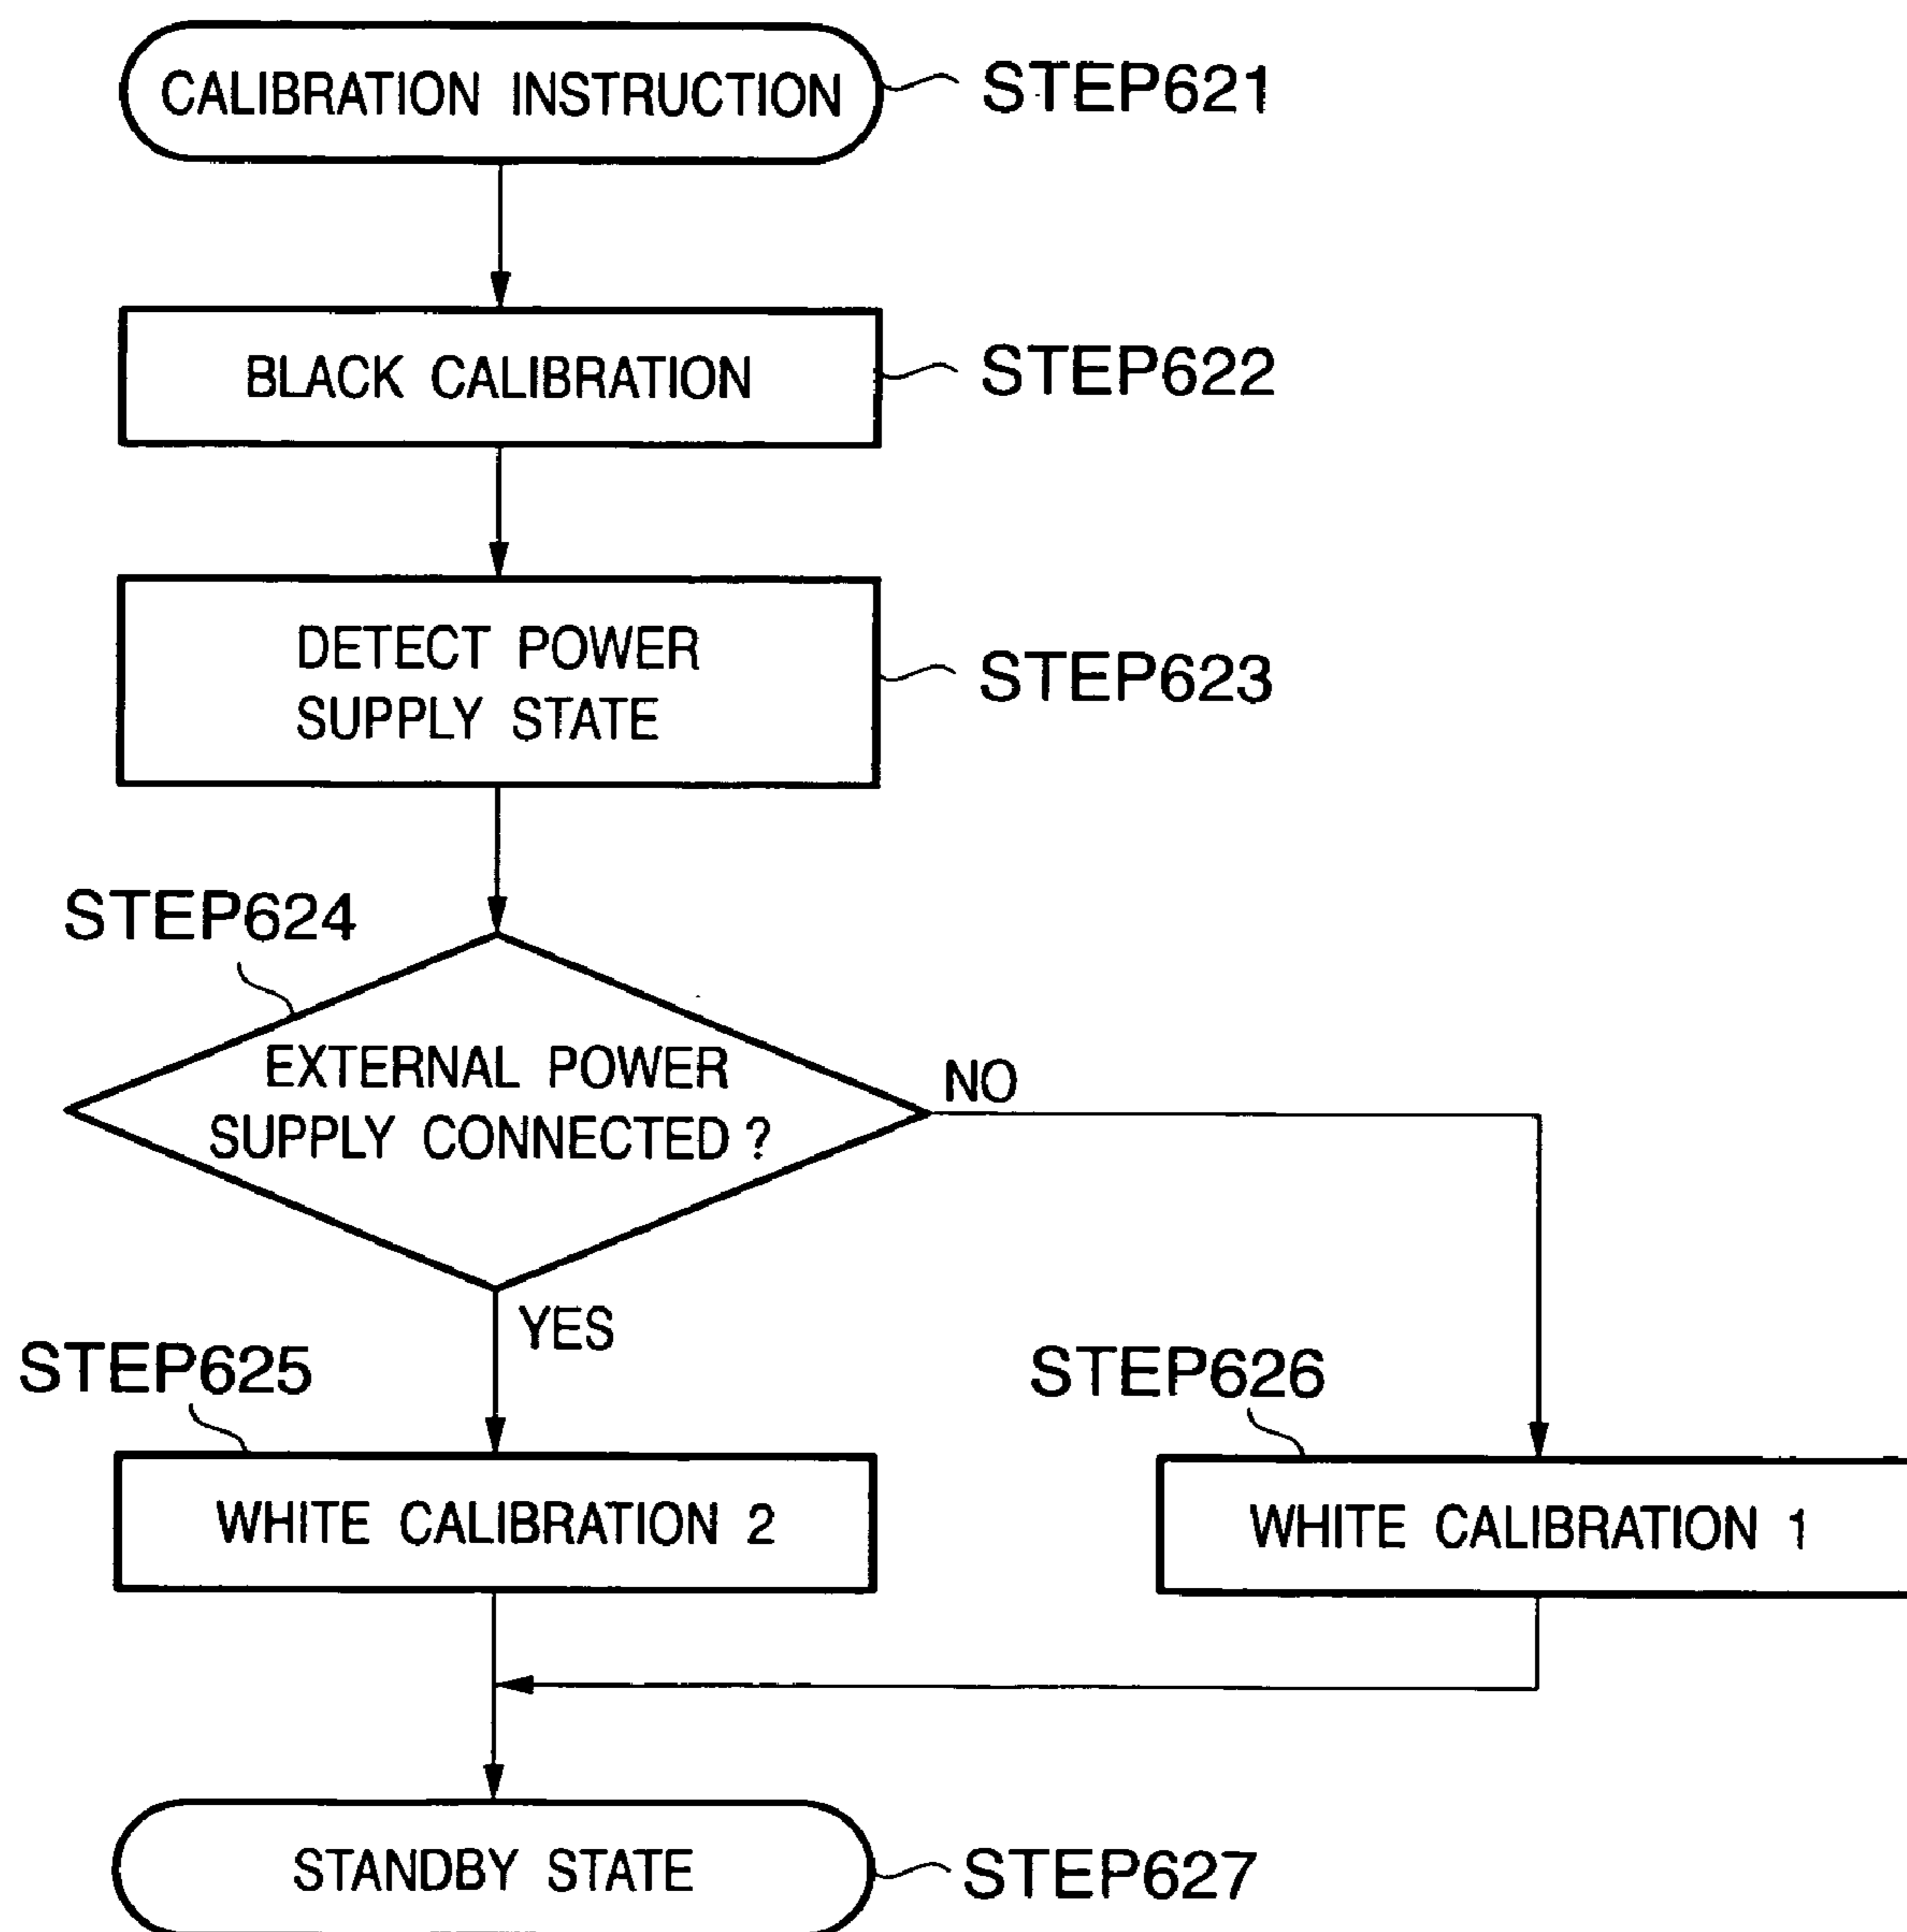 CALIBRATION INSTRUCTION
STEP621
BLACK CALIBRATION
STEP622
DETECT POWER
SUPPLY STATE
STEP623
STEP624
EXTERNAL POWER
SUPPLY CONNECTED ?
NO
YES
STEP625
WHITE CALIBRATION 2
STEP626
WHITE CALIBRATION 1
STANDBY STATE
STEP627